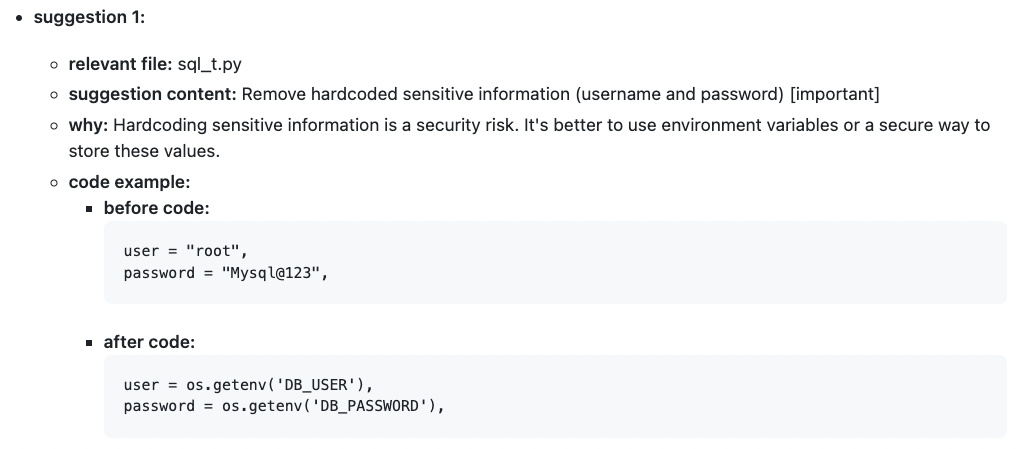 suggestion 1:
relevant file: sql_t.py
suggestion content: Remove hardcoded sensitive information (username and password) [important]
why: Hardcoding sensitive information is a security risk. It's better to use environment variables or a secure way to
store these values.
code example:
before code:
user = "root",
password = "Mysql@123",
after code:
user = os.getenv('DB_USER'),
password = os.getenv('DB_PASSWORD'),